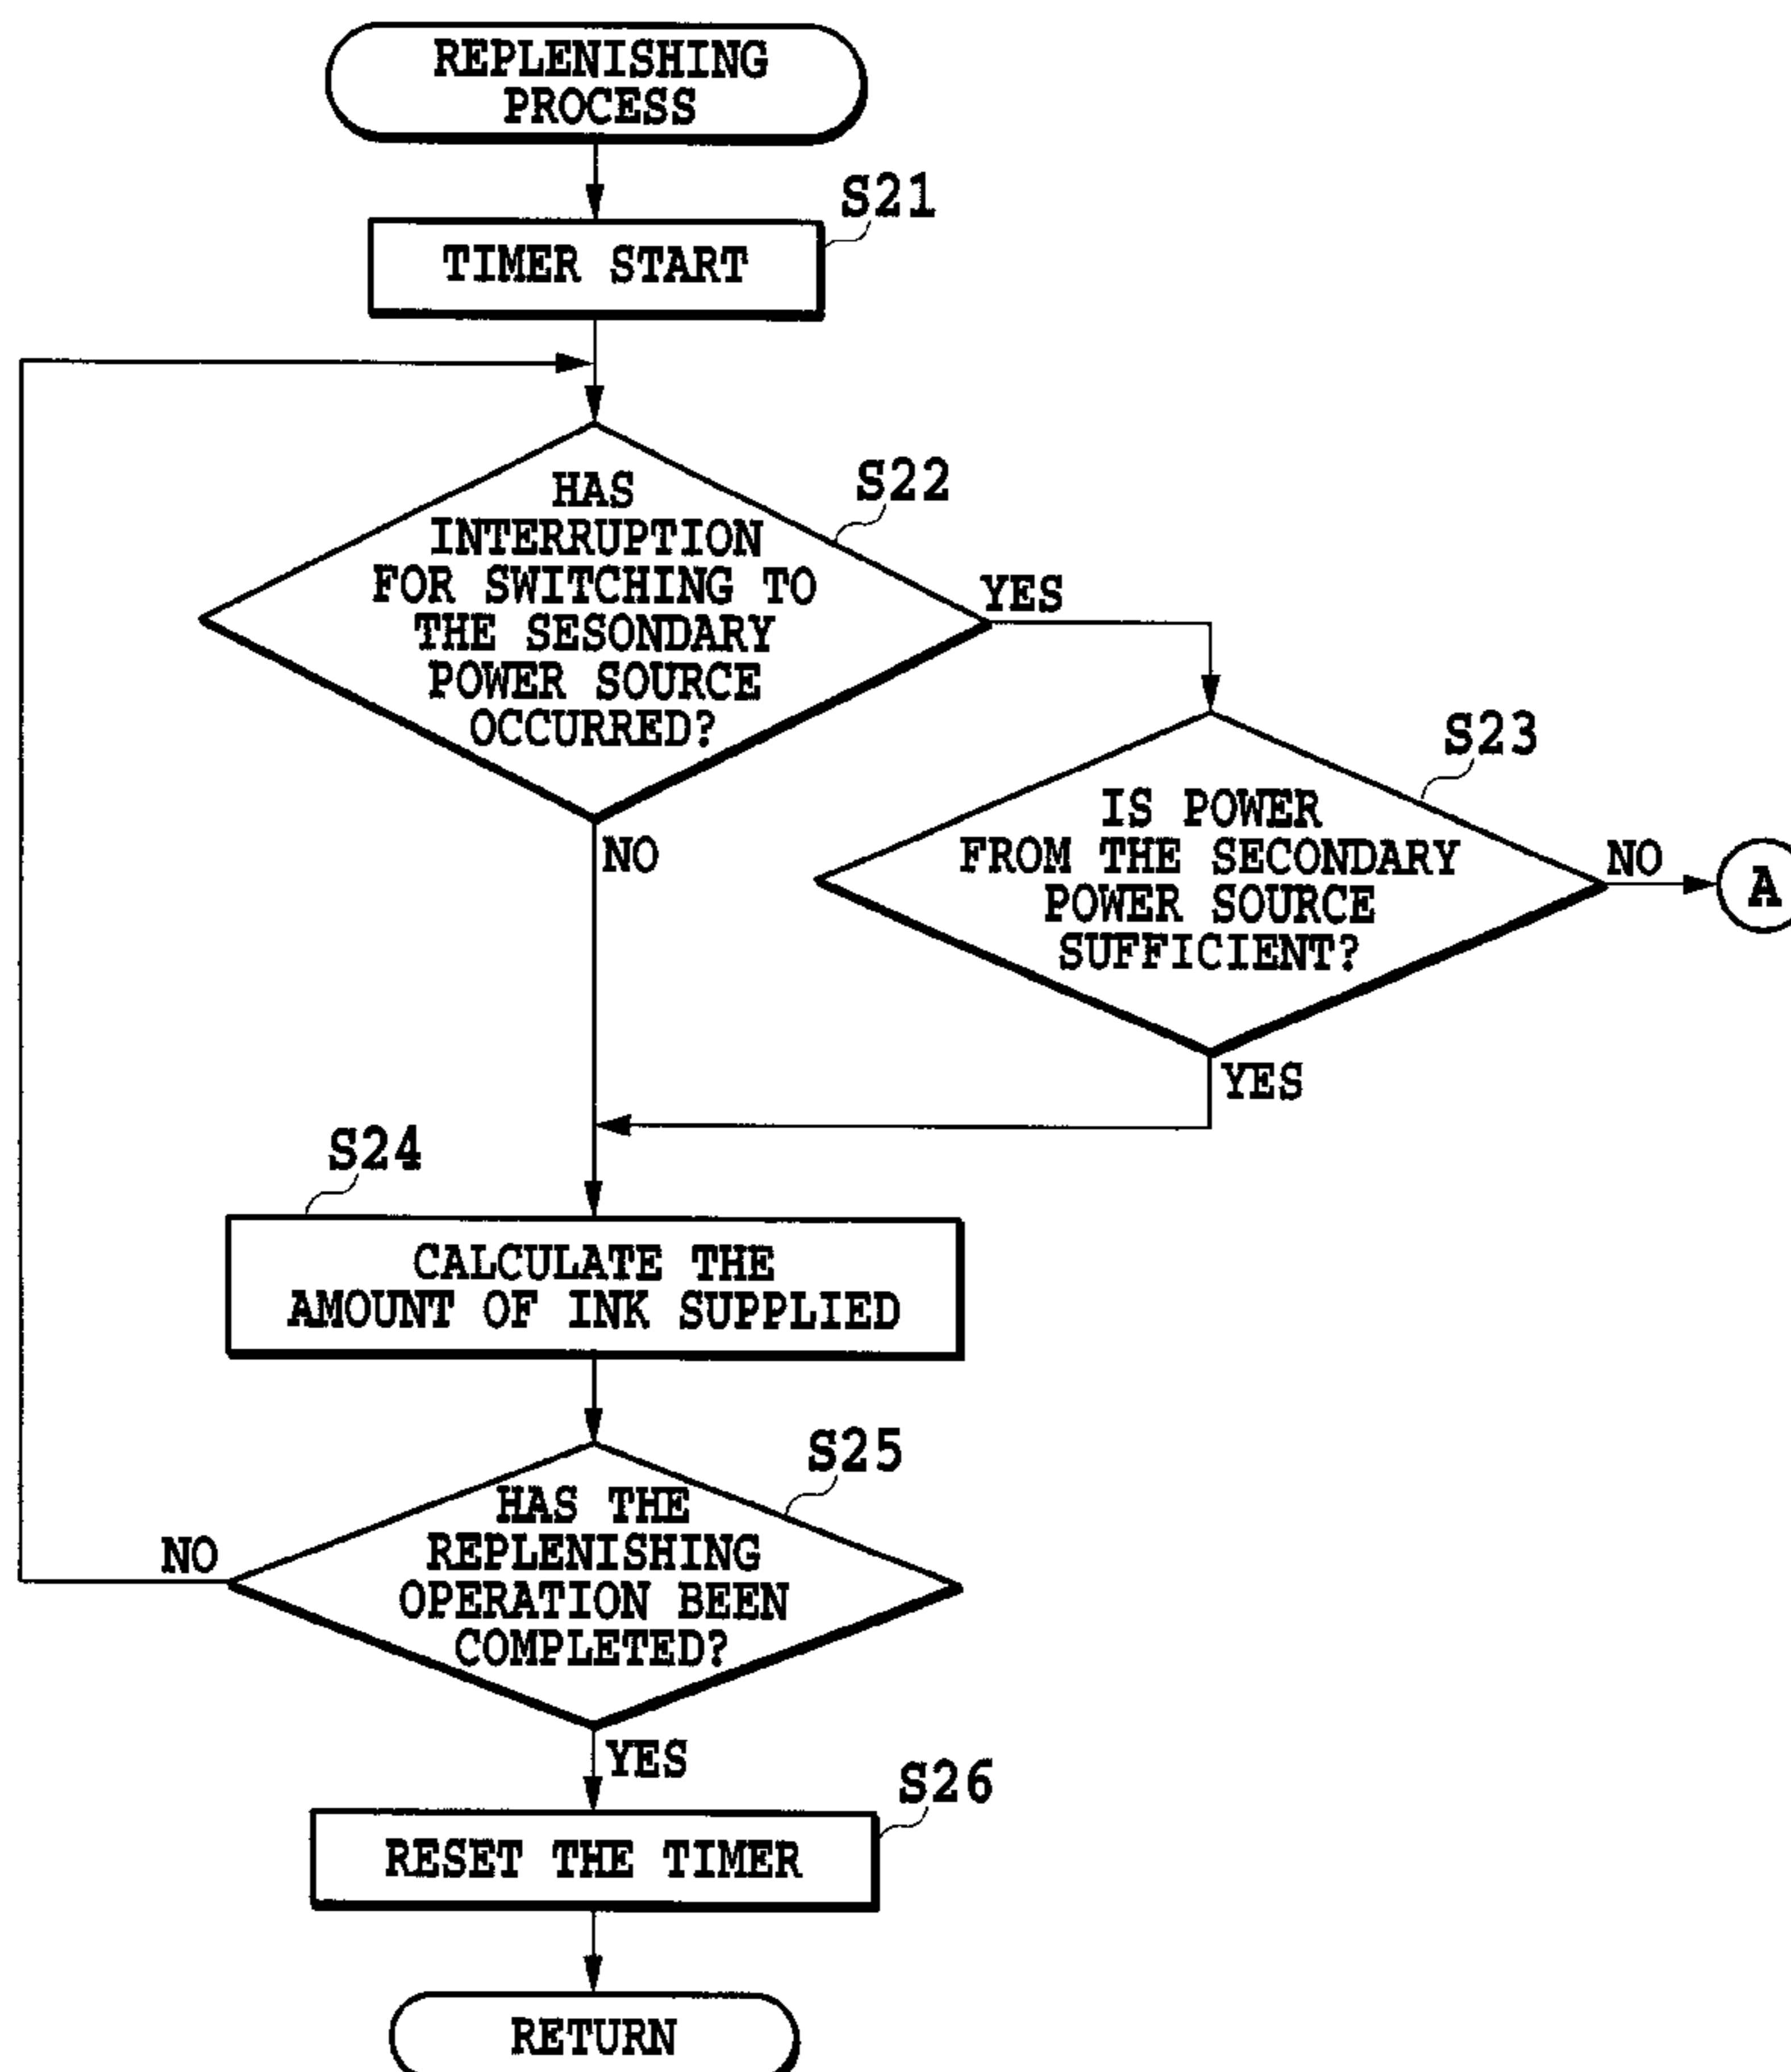 REPLENISHING
PROCESS
S21
TIMER START
S22
HAS
INTERRUPTION
FOR SWITCHING TO
THE SESONDARY
POWER SOURCE
OCCURRED?
YES
NO
S23
IS POWER
FROM THE SECONDARY
POWER SOURCE
SUFFICIENT?
NO
A
YES
S24
CALCULATE THE
AMOUNT OF INK SUPPLIED
S25
HAS THE
REPLENISHING
OPERATION BEEN
COMPLETED?
NO
YES
S26
RESET THE TIMER
RETURN